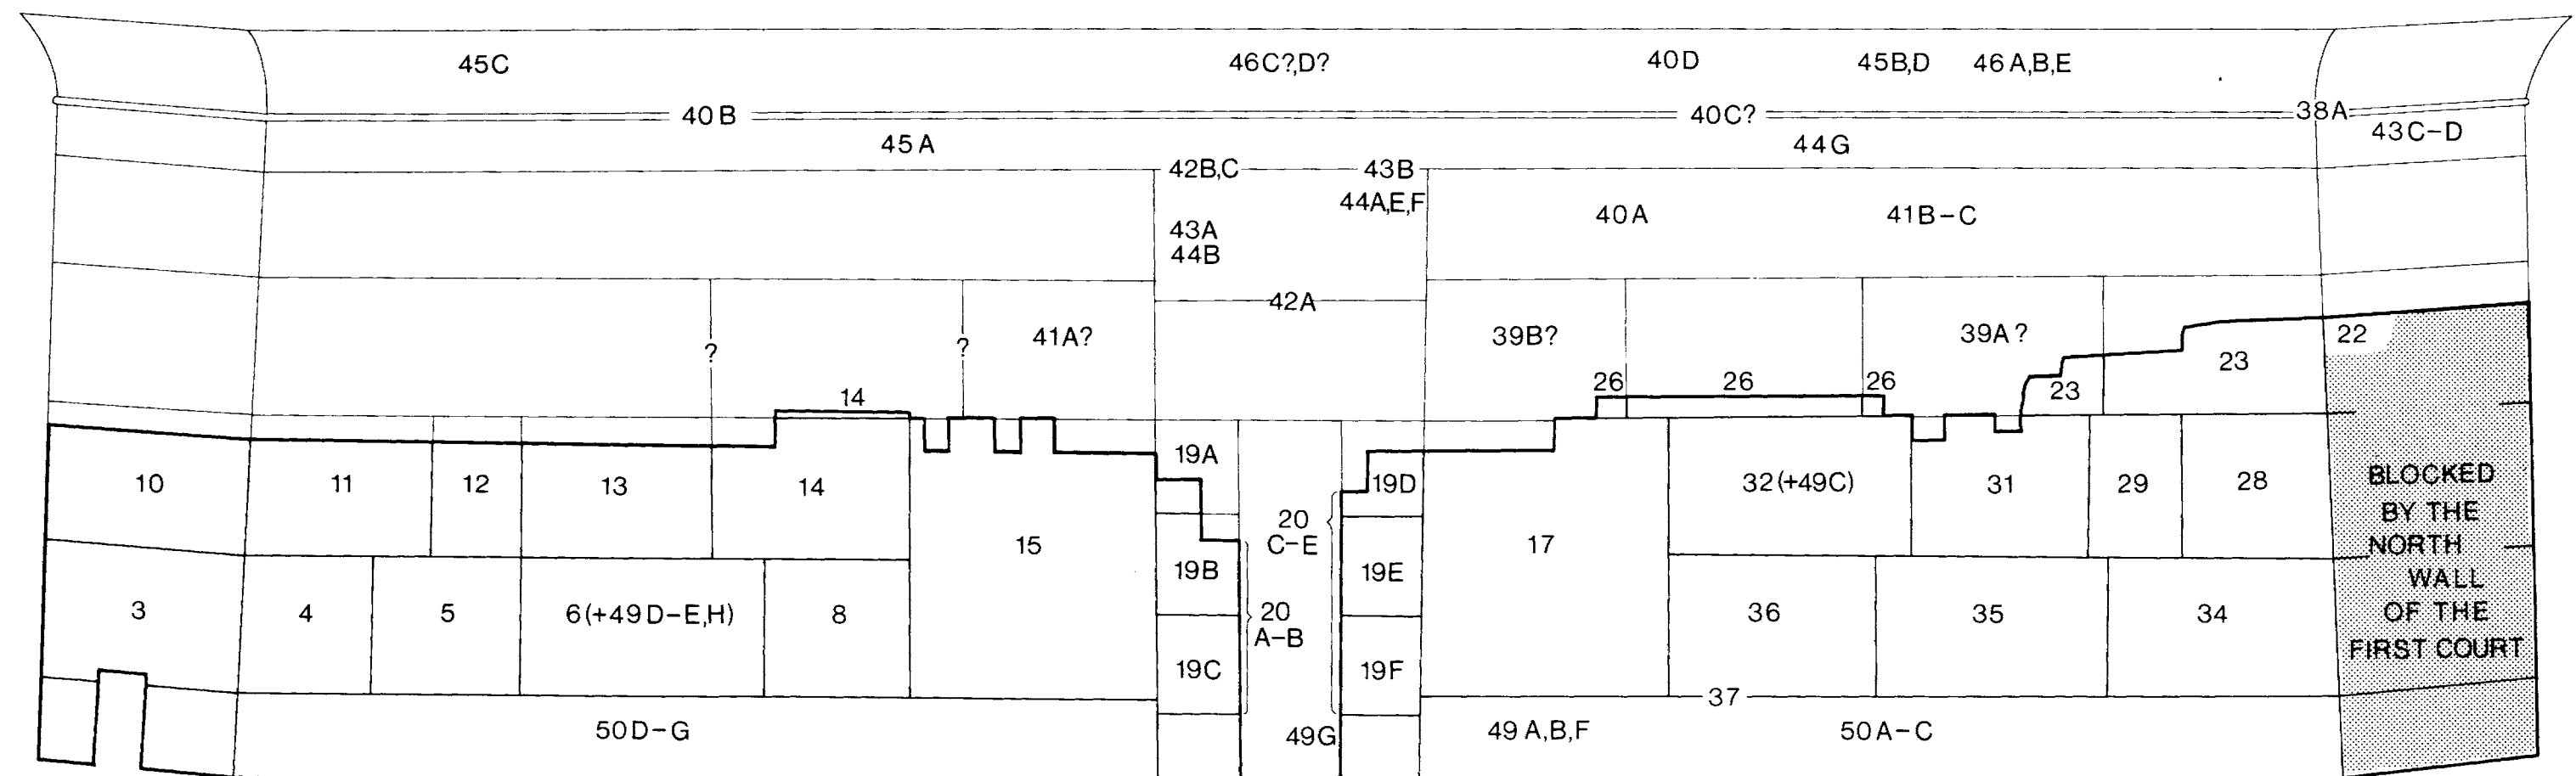 45C 46C?,D? 40D 45B,D 46A,B,E
40B 40C? 38A
45A 44G 43C–D
42B,C 43B
44A,E,F
43A 40A 41B–C
44B
42A
? ? 41A? 39B? 39A? 22
14 26 26 26 23 23
19A
10 11 12 13 14 19D 32(+49C) 31 29 28
15 20 17
C–E
19B 19E
3 4 5 6(+49D–E,H) 8 20 36 35 34
A–B
19C 19F
37
50D–G 49G 49A,B,F 50A–C
BLOCKED
BY THE
NORTH
WALL
OF THE
FIRST COURT